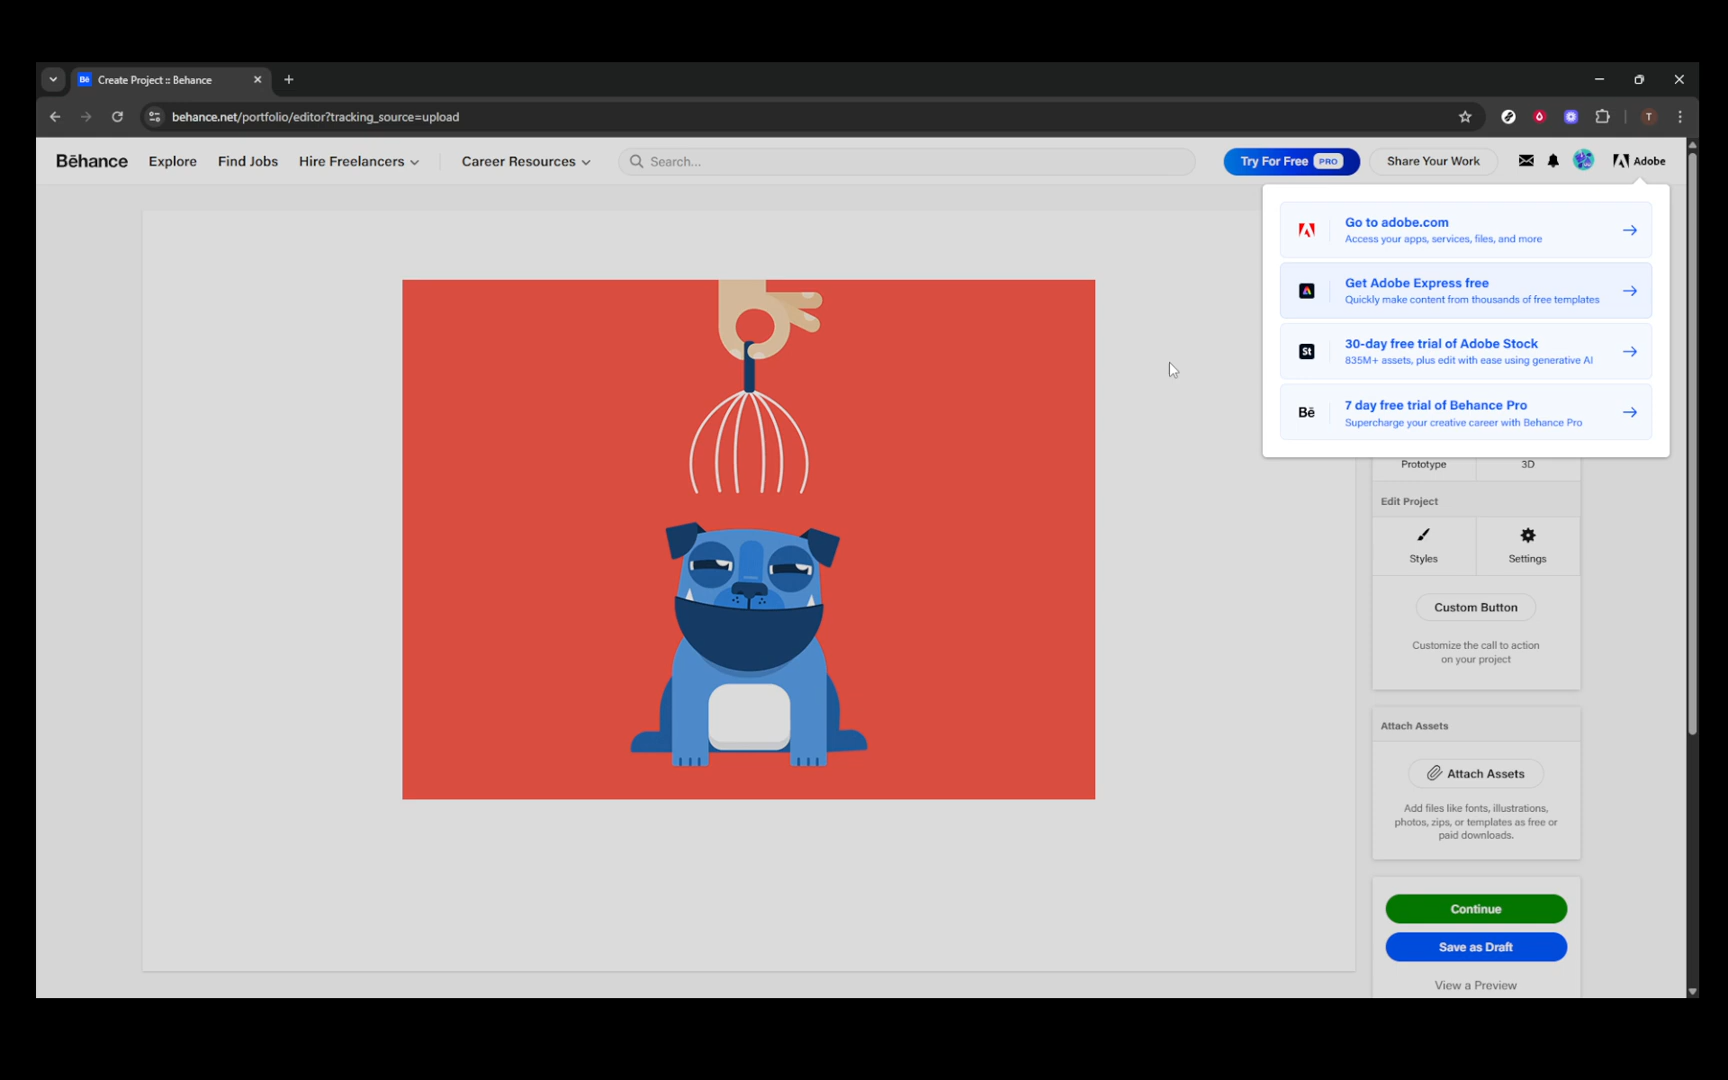 Bē Create Project :: Behance
behance.net/portfolio/editor?tracking_source=upload
T
Bēhance Explore Find Jobs Hire Freelancers Career Resources Search... Try For Free PRO Share Your Work Adobe
Go to adobe.com
Access your apps, services, files, and more
Get Adobe Express free
Quickly make content from thousands of free templates
St
30-day free trial of Adobe Stock
835M+ assets, plus edit with ease using generative AI
Bē
7 day free trial of Behance Pro
Supercharge your creative career with Behance Pro
Prototype 3D
Edit Project
Styles Settings
Custom Button
Customize the call to action
on your project
Attach Assets
Attach Assets
Add files like fonts, illustrations,
photos, zips, or templates as free or
paid downloads.
Continue
Save as Draft
View a Preview